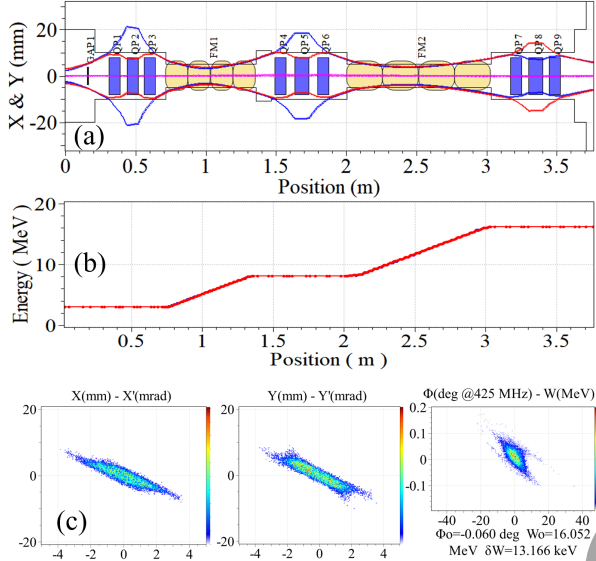 20
0
-20
X & Y (mm)
GAP1
QP4
QP2
QP3
FM1
QP4
QP5
QP6
FM2
QP7
QP8
QP9
(a)
0 0.5 1 1.5 2 2.5 3 3.5
Position (m)
20
10
0
Energy ( MeV )
(b)
0.5 1 1.5 2 2.5 3 3.5
Position ( m )
X(mm) - X'(mrad)
20
0
-20
-4 -2 0 2 4
(c)
Y(mm) - Y'(mrad)
20
0
-20
-4 -2 0 2 4
Φ(deg @425 MHz) - W(MeV)
0.2
0.1
0
-0.1
-40 -20 0 20 40
Φo=-0.060 deg Wo=16.052
MeV δW=13.166 keV